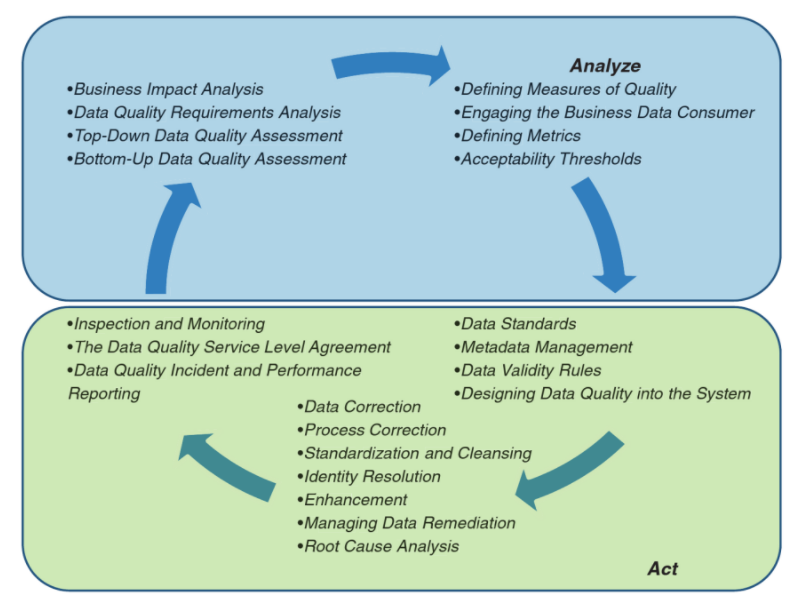 •Business Impact Analysis
•Data Quality Requirements Analysis
•Top-Down Data Quality Assessment
•Bottom-Up Data Quality Assessment
Analyze
•Defining Measures of Quality
•Engaging the Business Data Consumer
•Defining Metrics
•Acceptability Thresholds
•Inspection and Monitoring
•The Data Quality Service Level Agreement
•Data Quality Incident and Performance
Reporting
•Data Standards
•Metadata Management
•Data Validity Rules
•Designing Data Quality into the System
•Data Correction
•Process Correction
•Standardization and Cleansing
•Identity Resolution
•Enhancement
•Managing Data Remediation
•Root Cause Analysis
Act